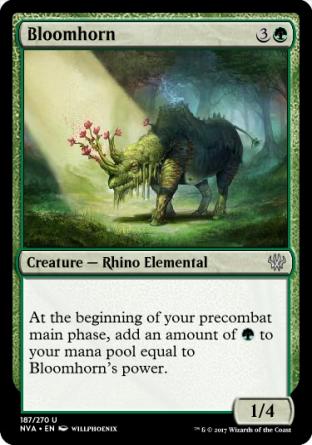 Bloomhorn 3
Creature — Rhino Elemental
At the beginning of your precombat
main phase, add an amount of to
your mana pool equal to
Bloomhorn's power.
1/4
187/270 U
NVA • EN WILLPHOENIX
™ & © 2017 Wizards of the Coast